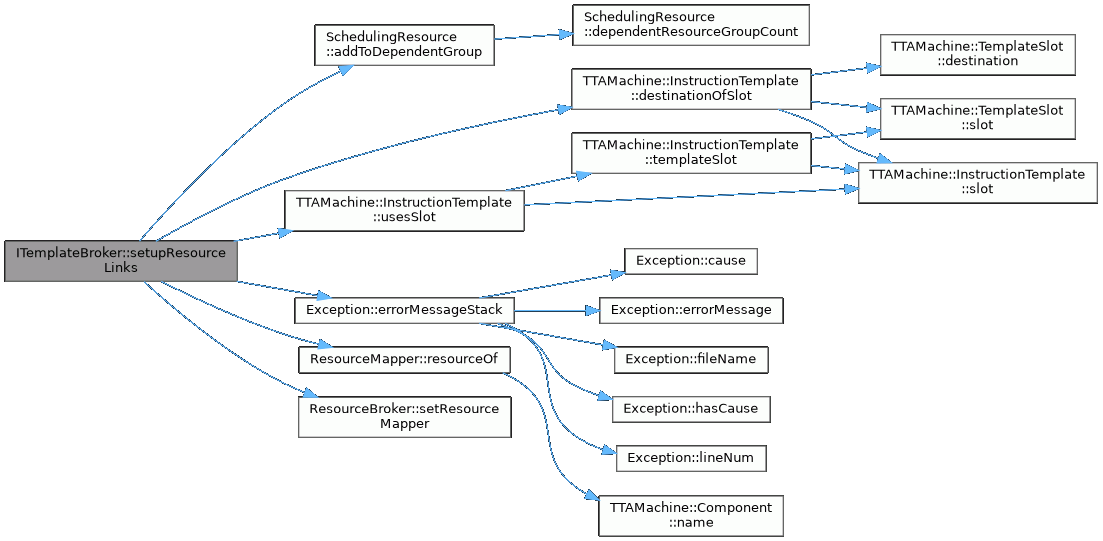 ITemplateBroker::setupResource
Links
SchedulingResource
::addToDependentGroup
SchedulingResource
::dependentResourceGroupCount
TTAMachine::InstructionTemplate
::destinationOfSlot
TTAMachine::TemplateSlot
::destination
TTAMachine::TemplateSlot
::slot
TTAMachine::InstructionTemplate
::slot
TTAMachine::InstructionTemplate
::templateSlot
TTAMachine::InstructionTemplate
::usesSlot
Exception::errorMessageStack
Exception::cause
Exception::errorMessage
Exception::fileName
Exception::hasCause
Exception::lineNum
ResourceMapper::resourceOf
TTAMachine::Component
::name
ResourceBroker::setResource
Mapper